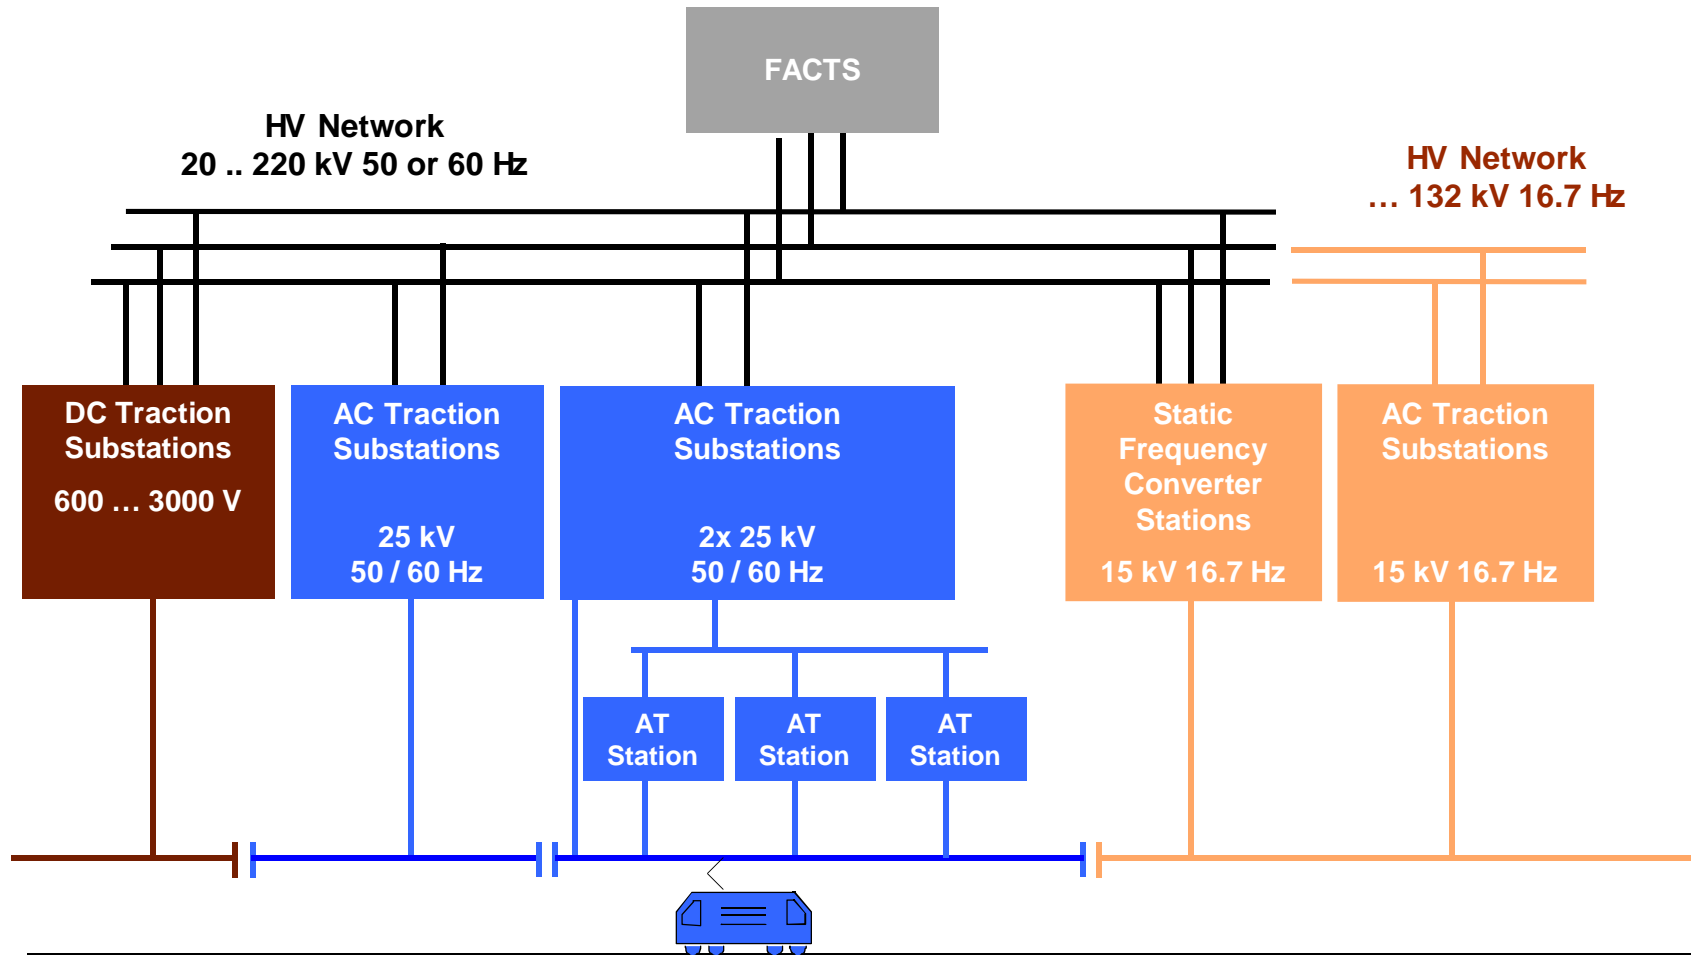 FACTS
HV Network
20 .. 220 kV 50 or 60 Hz
HV Network
… 132 kV 16.7 Hz
DC Traction
Substations
600 … 3000 V
AC Traction
Substations
25 kV
50 / 60 Hz
AC Traction
Substations
2x 25 kV
50 / 60 Hz
Static
Frequency
Converter
Stations
15 kV 16.7 Hz
AC Traction
Substations
15 kV 16.7 Hz
AT
Station
AT
Station
AT
Station